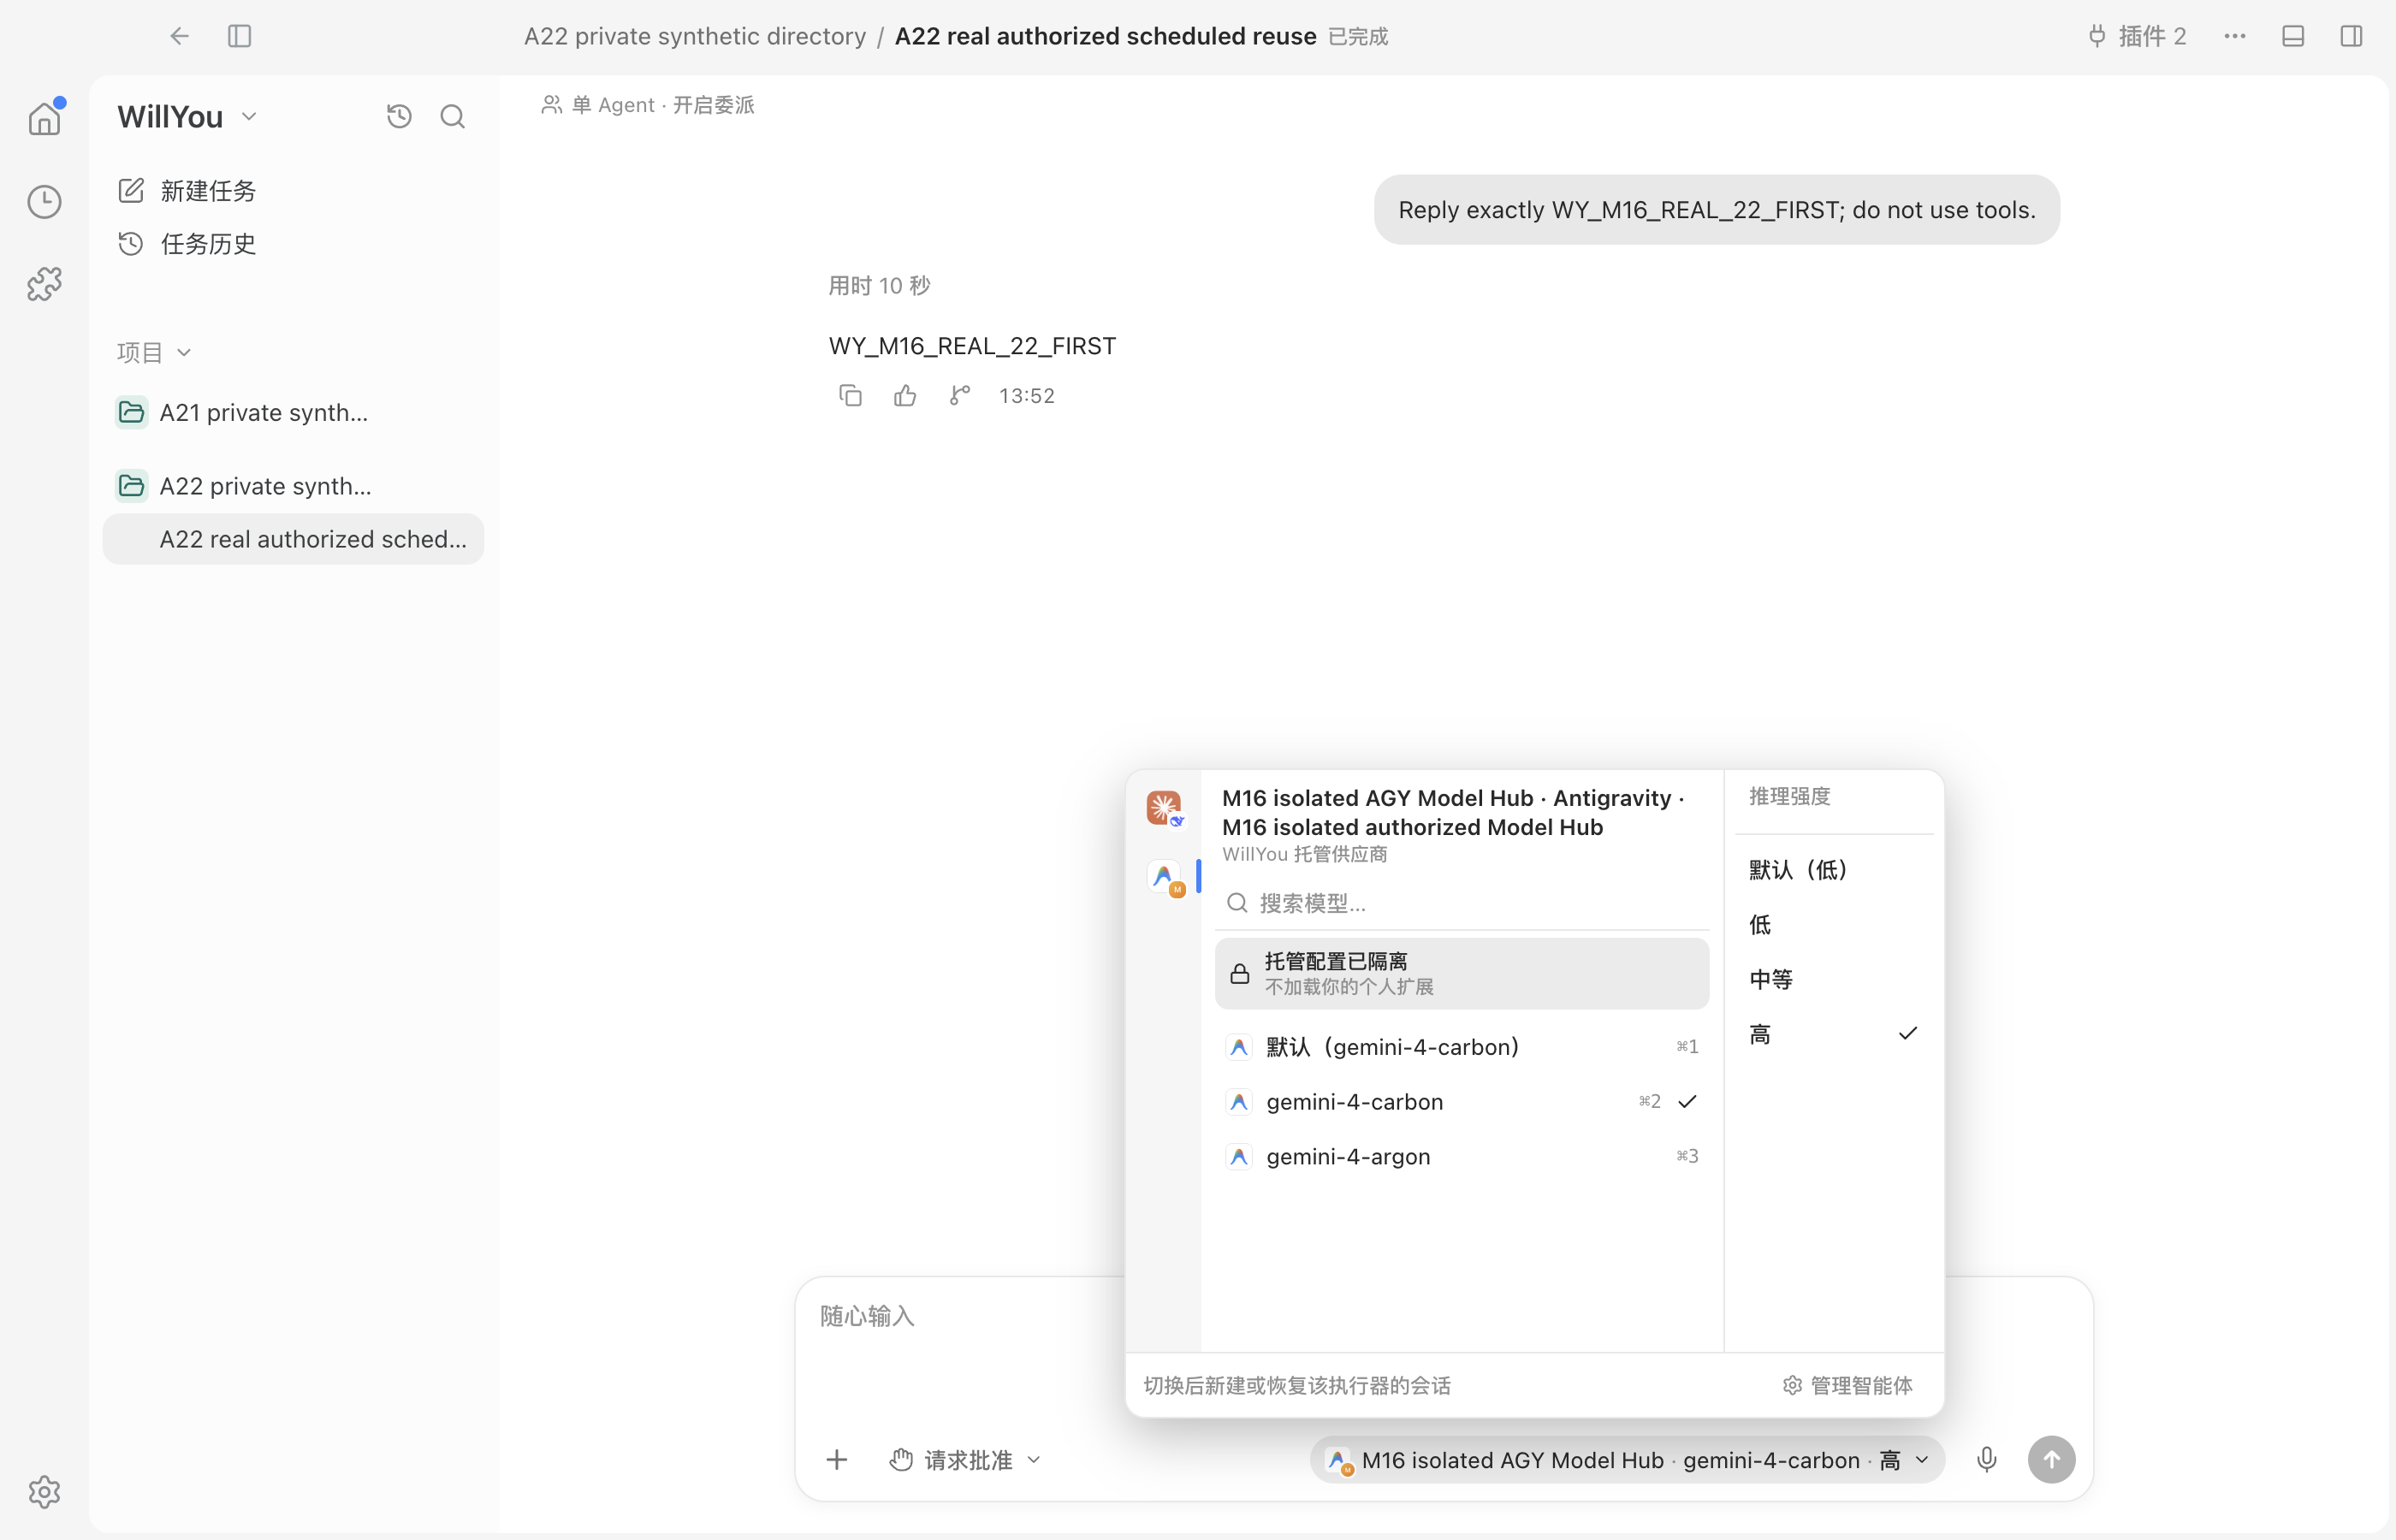 A22 private synthetic directory / A22 real authorized scheduled reuse 已完成
插件 2
WillYou
新建任务
任务历史
项目
A21 private synth...
A22 private synth...
A22 real authorized sched...
单 Agent · 开启委派
Reply exactly WY_M16_REAL_22_FIRST; do not use tools.
用时 10 秒
WY_M16_REAL_22_FIRST
13:52
M16 isolated AGY Model Hub · Antigravity ·
M16 isolated authorized Model Hub
WillYou 托管供应商
搜索模型...
托管配置已隔离
不加载你的个人扩展
默认（gemini-4-carbon） ⌘1
gemini-4-carbon ⌘2
gemini-4-argon ⌘3
推理强度
默认（低）
低
中等
高
切换后新建或恢复该执行器的会话
管理智能体
随心输入
请求批准
M16 isolated AGY Model Hub · gemini-4-carbon · 高